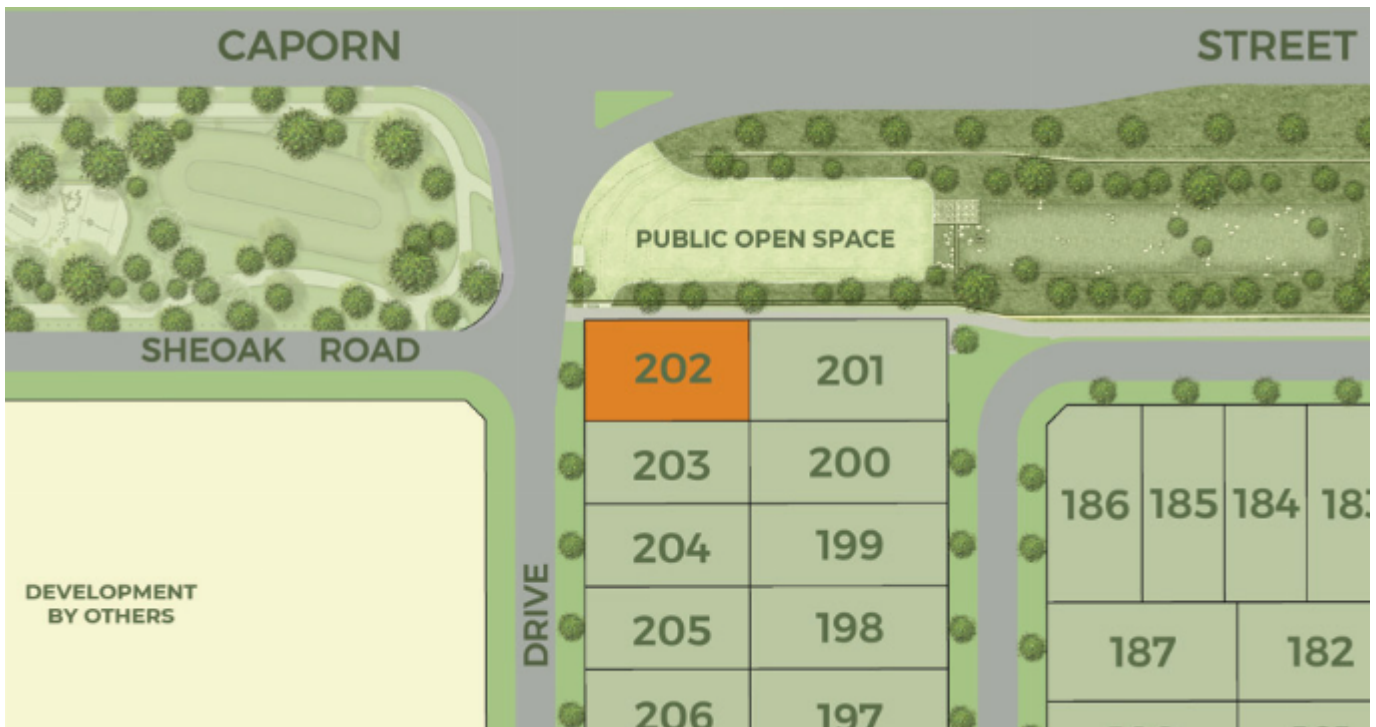 CAPORN STREET
PUBLIC OPEN SPACE
SHEOAK ROAD
202 201
203 200
186 185 184
204 199
DEVELOPMENT
BY OTHERS
DRIVE
205 198
187 182
206 197